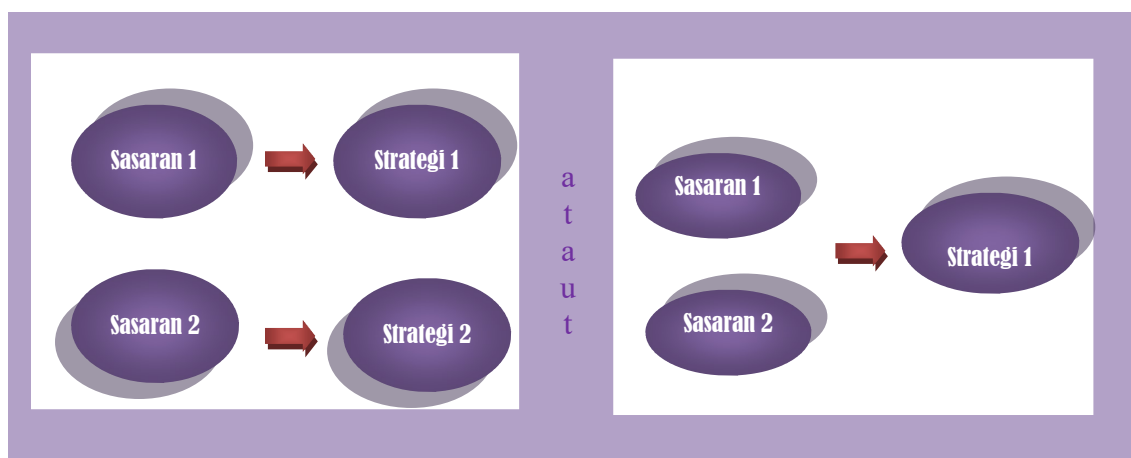 Sasaran 1
Strategi 1
Sasaran 2
Strategi 2
a
t
a
u
t
Sasaran 1
Sasaran 2
Strategi 1